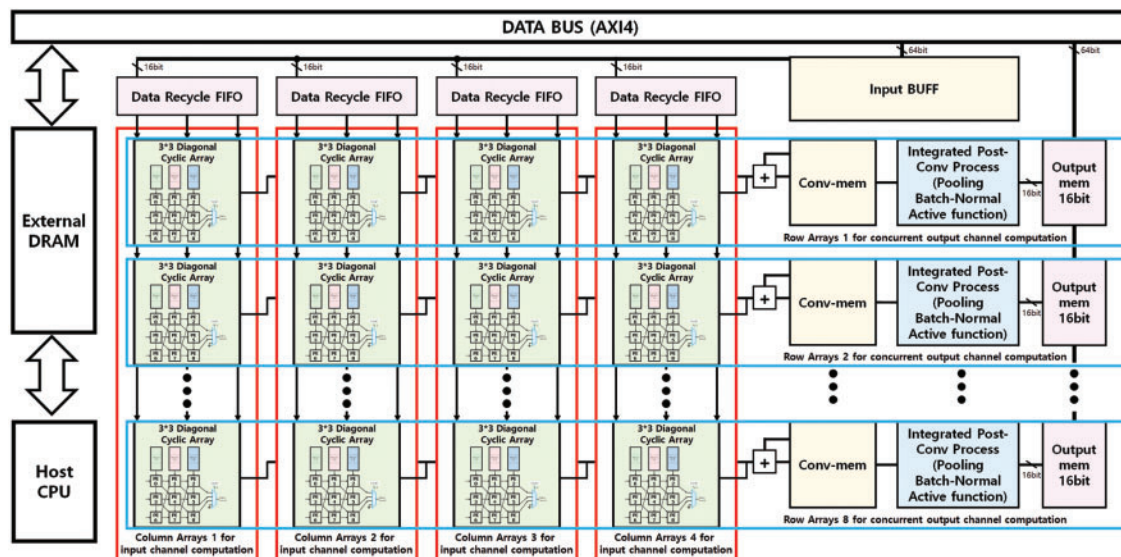 DATA BUS (AXI4)
16bit
16bit
16bit
16bit
64bit
64bit
Data Recycle FIFO
Data Recycle FIFO
Data Recycle FIFO
Data Recycle FIFO
Input BUFF
External
DRAM
Host
CPU
3*3 Diagonal
Cyclic Array
3*3 Diagonal
Cyclic Array
3*3 Diagonal
Cyclic Array
3*3 Diagonal
Cyclic Array
+
Conv-mem
Integrated Post-
Conv Process
(Pooling
Batch-Normal
Active function)
16bit
Output
mem
16bit
Row Arrays 1 for concurrent output channel computation
3*3 Diagonal
Cyclic Array
3*3 Diagonal
Cyclic Array
3*3 Diagonal
Cyclic Array
3*3 Diagonal
Cyclic Array
+
Conv-mem
Integrated Post-
Conv Process
(Pooling
Batch-Normal
Active function)
16bit
Output
mem
16bit
Row Arrays 2 for concurrent output channel computation
3*3 Diagonal
Cyclic Array
3*3 Diagonal
Cyclic Array
3*3 Diagonal
Cyclic Array
3*3 Diagonal
Cyclic Array
+
Conv-mem
Integrated Post-
Conv Process
(Pooling
Batch-Normal
Active function)
16bit
Output
mem
16bit
Row Arrays 8 for concurrent output channel computation
Column Arrays 1 for
input channel computation
Column Arrays 2 for
input channel computation
Column Arrays 3 for
input channel computation
Column Arrays 4 for
input channel computation